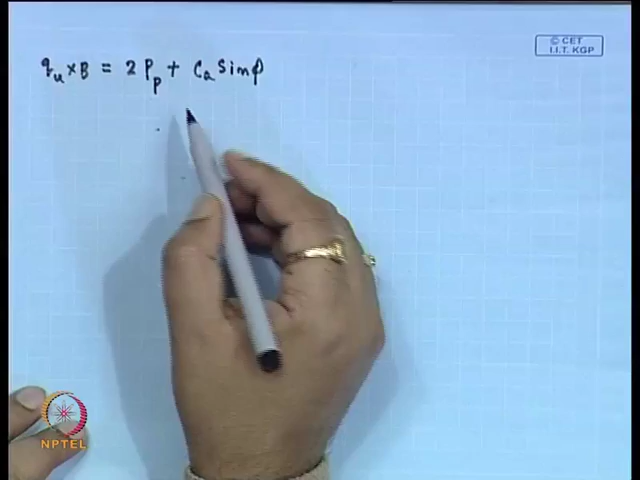 © CET
I.I.T. KGP
q_u × B = 2 P_p + C_a sin φ
NPTEL